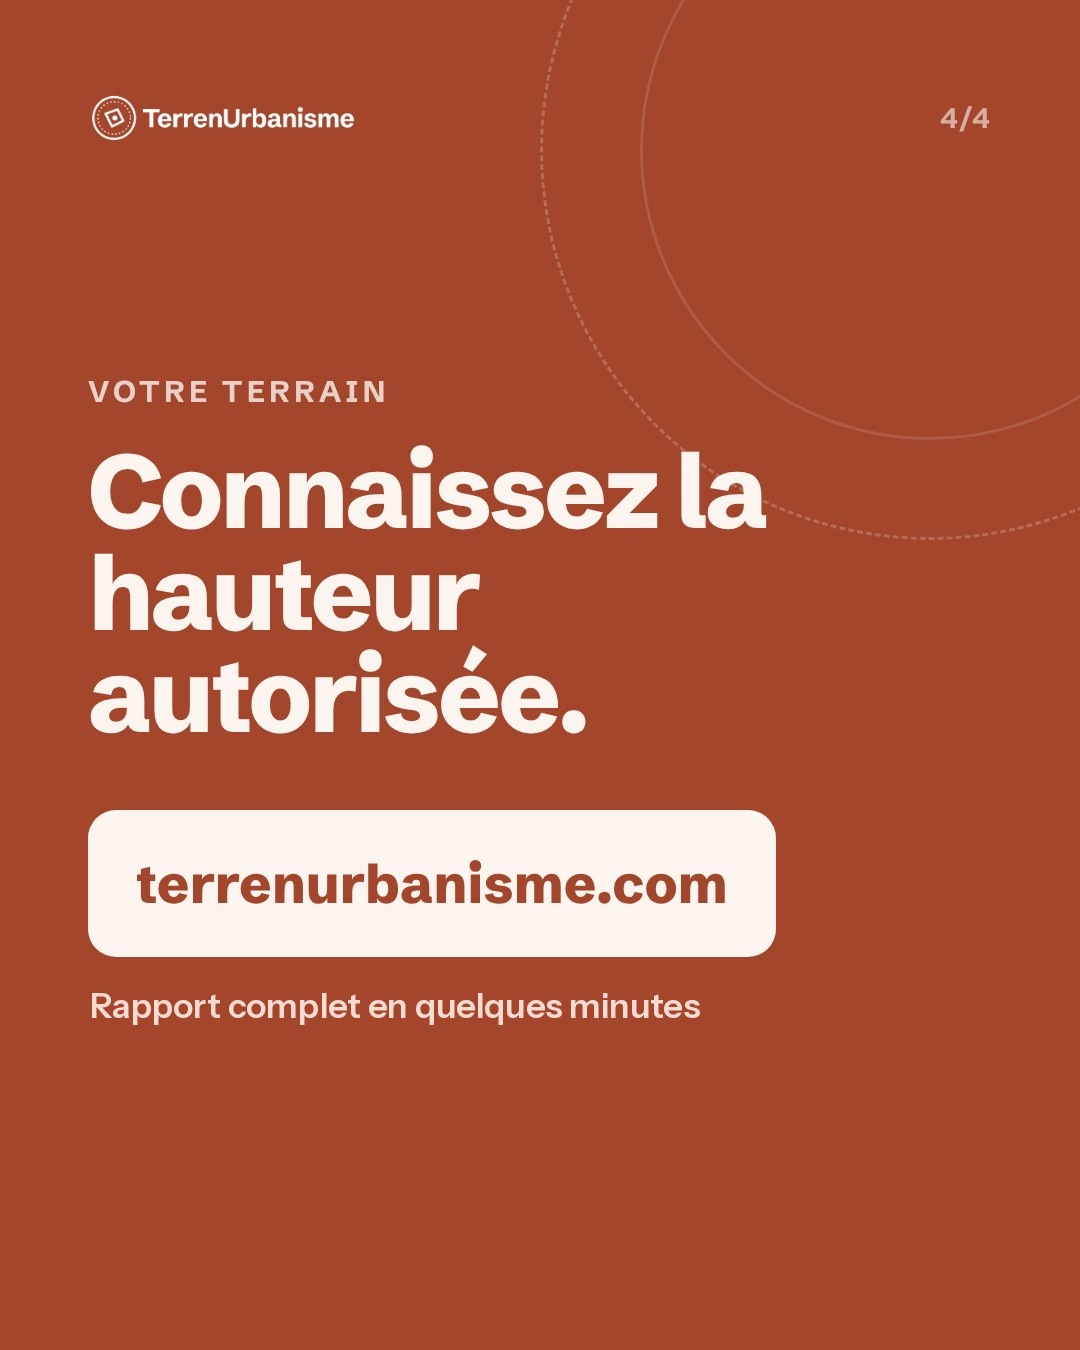 TerrenUrbanisme
4/4
VOTRE TERRAIN
Connaissez la
hauteur
autorisée.
terrenurbanisme.com
Rapport complet en quelques minutes